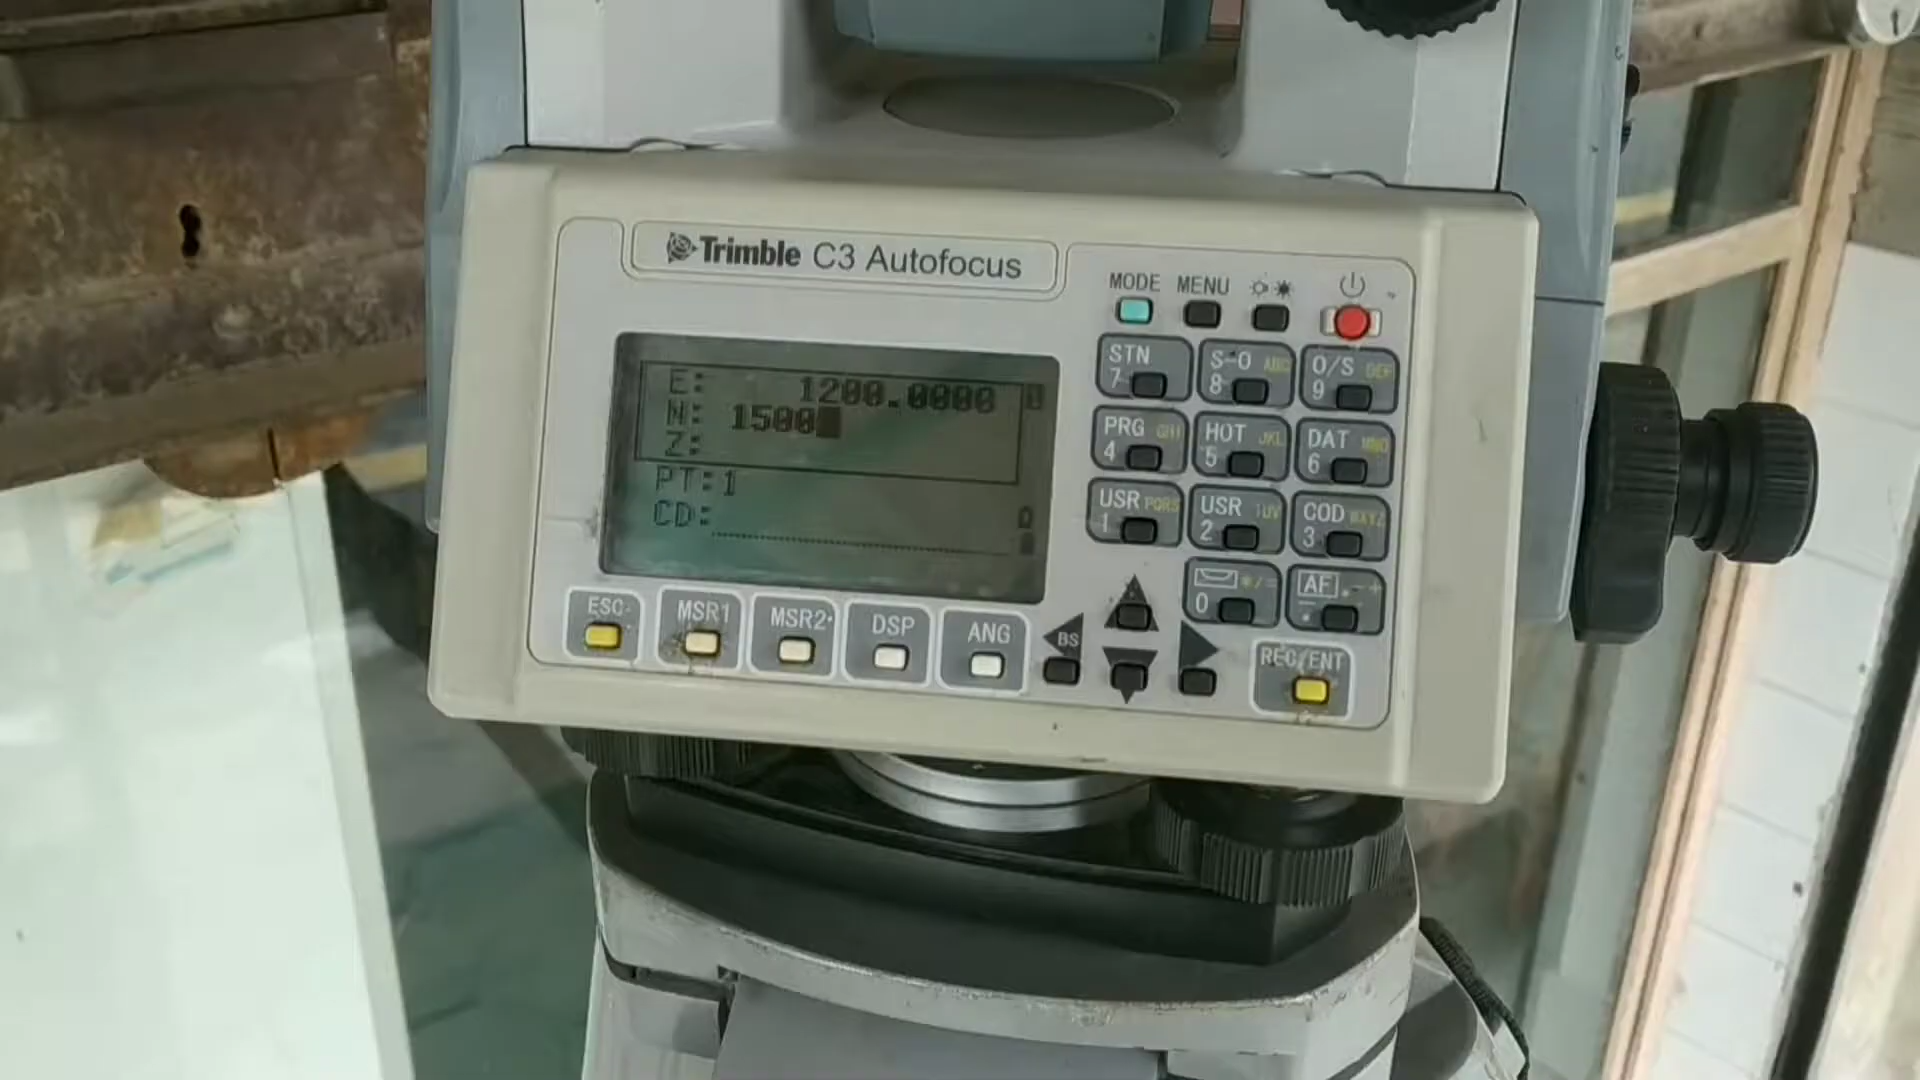 Trimble C3 Autofocus
MODE MENU
E: 1200.0000
N: 1500
Z:
PT:1
CD:
STN 7
S-O ABC 8
O/S DEF 9
PRG GHI 4
HOT JKL 5
DAT MNO 6
USR PQRS 1
USR TUV 2
COD WXYZ 3
*/= 0
AF .-+
ESC MSR1 MSR2 DSP ANG BS REC/ENT